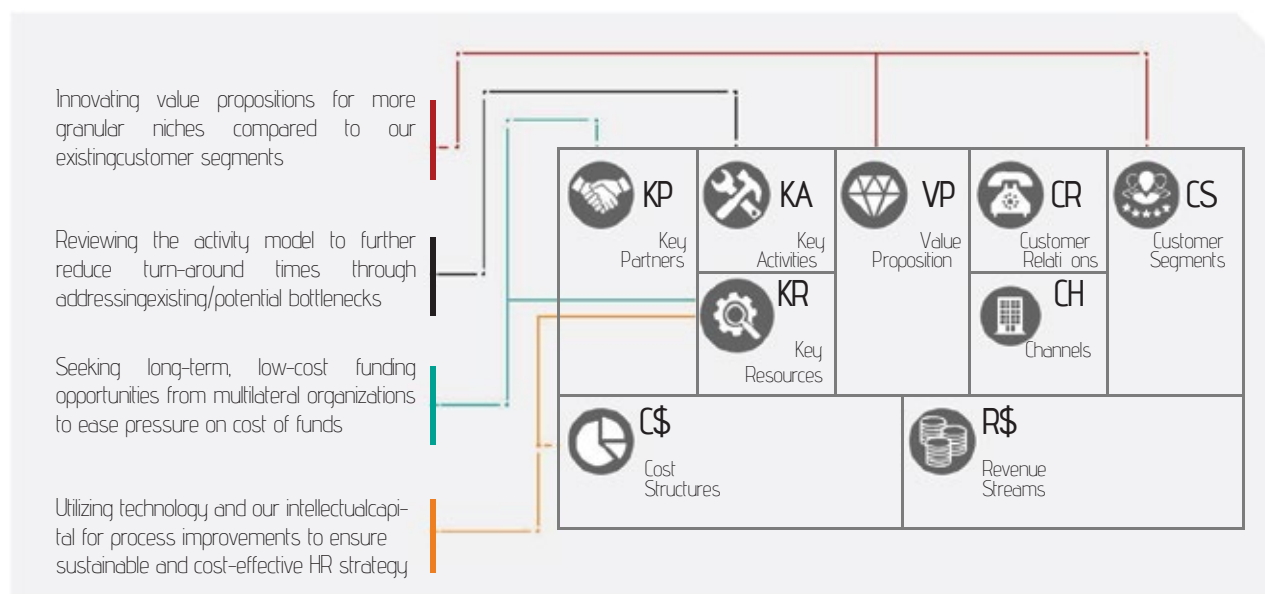 Innovating value propositions for more
granular niches compared to our
existingcustomer segments
Reviewing the activity model to further
reduce turn-around times through
addressingexisting/potential bottlenecks
Seeking long-term, low-cost funding
opportunities from multilateral organizations
to ease pressure on cost of funds
Utilizing technology and our intellectualcapi-
tal for process improvements to ensure
sustainable and cost-effective HR strategy
KP
Key
Partners
KA
Key
Activities
KR
Key
Resources
VP
Value
Proposition
CR
Customer
Relati ons
CH
Channels
CS
Customer
Segments
C$
Cost
Structures
R$
Revenue
Streams